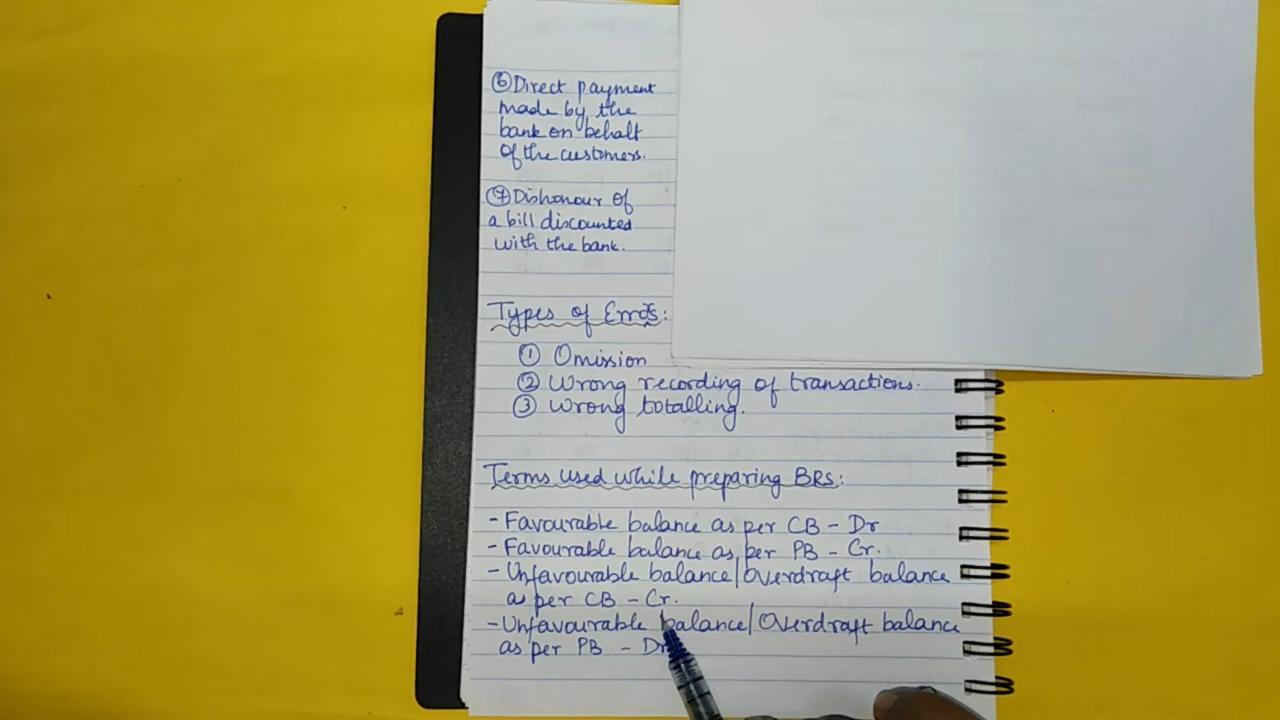 ⑥ Direct payment
made by the
bank on behalf
of the customers.
⑦ Dishonour of
a bill discounted
with the bank.
Types of Errors:
① Omission
② Wrong recording of transactions.
③ Wrong totalling.
Terms used while preparing BRS:
- Favourable balance as per CB - Dr
- Favourable balance as per PB - Cr.
- Unfavourable balance/Overdraft balance
as per CB - Cr.
- Unfavourable balance/Overdraft balance
as per PB - Dr